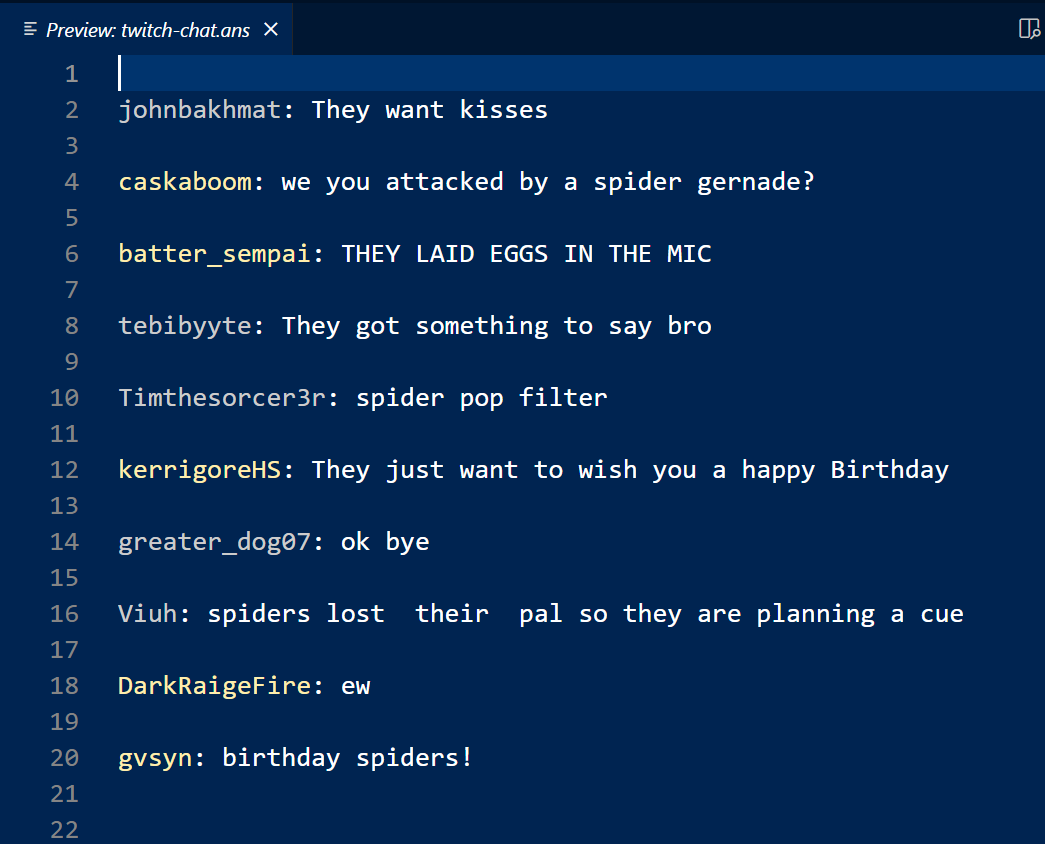 Preview: twitch-chat.ans
1
2 johnbakhmat: They want kisses
3
4 caskaboom: we you attacked by a spider gernade?
5
6 batter_sempai: THEY LAID EGGS IN THE MIC
7
8 tebibyyte: They got something to say bro
9
10 Timthesorcer3r: spider pop filter
11
12 kerrigoreHS: They just want to wish you a happy Birthday
13
14 greater_dog07: ok bye
15
16 Viuh: spiders lost  their  pal so they are planning a cue
17
18 DarkRaigeFire: ew
19
20 gvsyn: birthday spiders!
21
22